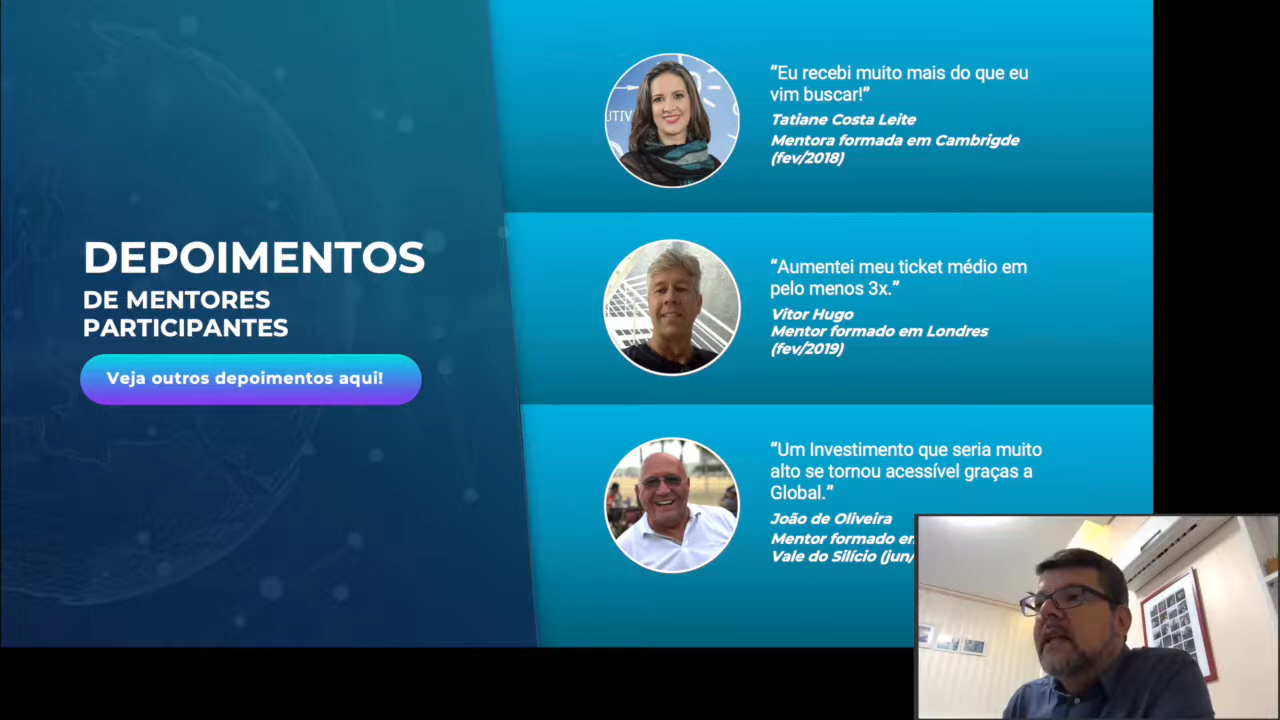 DEPOIMENTOS
DE MENTORES
PARTICIPANTES
Veja outros depoimentos aqui!
“Eu recebi muito mais do que eu
vim buscar!”
Tatiane Costa Leite
Mentora formada em Cambrigde
(fev/2018)
“Aumentei meu ticket médio em
pelo menos 3x.”
Vitor Hugo
Mentor formado em Londres
(fev/2019)
“Um Investimento que seria muito
alto se tornou acessível graças a
Global.”
João de Oliveira
Mentor formado
Vale do Silício (jun/